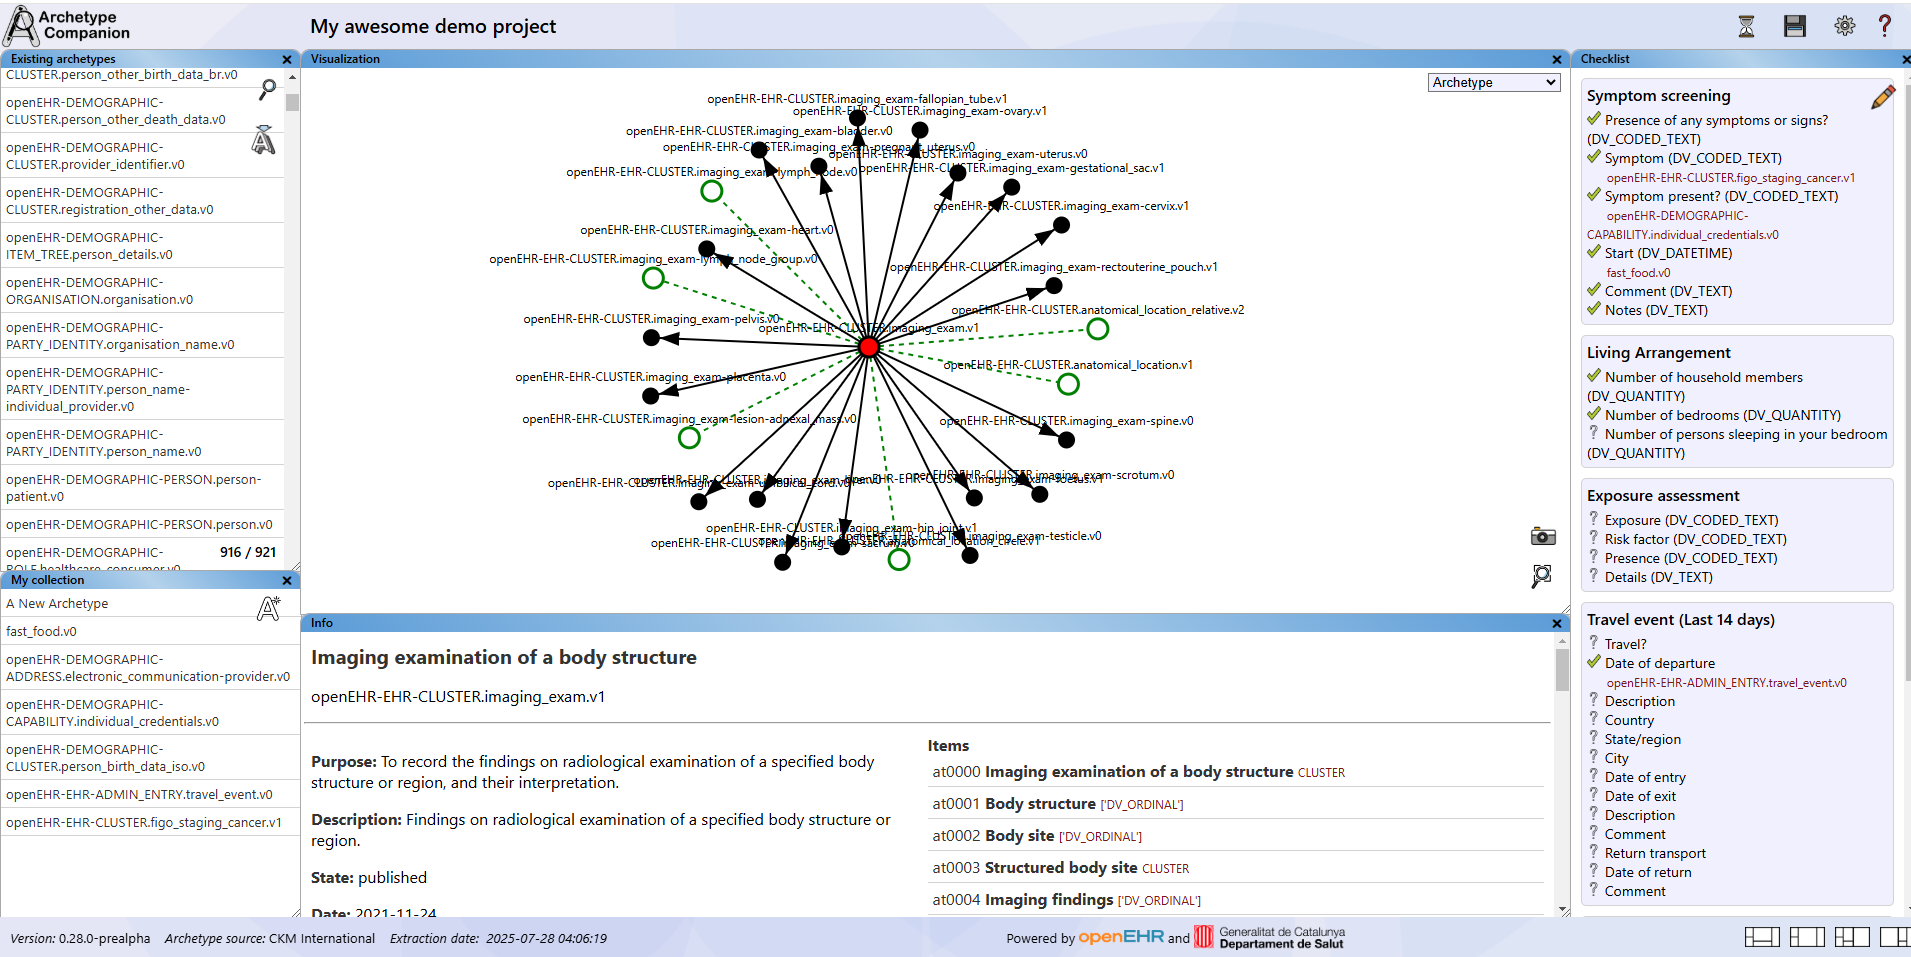 Archetype
Companion
My awesome demo project
Existing archetypes
CLUSTER.person_other_birth_data_br.v0
openEHR-DEMOGRAPHIC-
CLUSTER.person_other_death_data.v0
openEHR-DEMOGRAPHIC-
CLUSTER.provider_identifier.v0
openEHR-DEMOGRAPHIC-
CLUSTER.registration_other_data.v0
openEHR-DEMOGRAPHIC-
ITEM_TREE.person_details.v0
openEHR-DEMOGRAPHIC-
ORGANISATION.organisation.v0
openEHR-DEMOGRAPHIC-
PARTY_IDENTITY.organisation_name.v0
openEHR-DEMOGRAPHIC-
PARTY_IDENTITY.person_name-
individual_provider.v0
openEHR-DEMOGRAPHIC-
PARTY_IDENTITY.person_name.v0
openEHR-DEMOGRAPHIC-PERSON.person-
patient.v0
openEHR-DEMOGRAPHIC-PERSON.person.v0
openEHR-DEMOGRAPHIC-
916 / 921
ROLE.healthcare_consumer.v0
My collection
A New Archetype
fast_food.v0
openEHR-DEMOGRAPHIC-
ADDRESS.electronic_communication-provider.v0
openEHR-DEMOGRAPHIC-
CAPABILITY.individual_credentials.v0
openEHR-DEMOGRAPHIC-
CLUSTER.person_birth_data_iso.v0
openEHR-EHR-ADMIN_ENTRY.travel_event.v0
openEHR-EHR-CLUSTER.figo_staging_cancer.v1
Visualization
Archetype
openEHR-EHR-CLUSTER.imaging_exam-fallopian_tube.v1
openEHR-EHR-CLUSTER.imaging_exam-ovary.v1
openEHR-EHR-CLUSTER.imaging_exam-bladder.v0
openEHR-EHR-CLUSTER.imaging_exam-pregnant_uterus.v0
openEHR-EHR-CLUSTER.imaging_exam-uterus.v0
openEHR-EHR-CLUSTER.imaging_exam-lymph_node.v0
openEHR-EHR-CLUSTER.imaging_exam-gestational_sac.v1
openEHR-EHR-CLUSTER.imaging_exam-cervix.v1
openEHR-EHR-CLUSTER.imaging_exam-heart.v0
openEHR-EHR-CLUSTER.imaging_exam-lymph_node_group.v0
openEHR-EHR-CLUSTER.imaging_exam-rectouterine_pouch.v1
openEHR-EHR-CLUSTER.anatomical_location_relative.v2
openEHR-EHR-CLUSTER.imaging_exam-pelvis.v0
openEHR-EHR-CLUSTER.imaging_exam.v1
openEHR-EHR-CLUSTER.anatomical_location.v1
openEHR-EHR-CLUSTER.imaging_exam-placenta.v0
openEHR-EHR-CLUSTER.imaging_exam-lesion-adnexal_mass.v0
openEHR-EHR-CLUSTER.imaging_exam-spine.v0
openEHR-EHR-CLUSTER.imaging_exam-scrotum.v0
openEHR-EHR-CLUSTER.imaging_exam-umbilical_cord.v0
openEHR-EHR-CLUSTER.imaging_exam-foetus.v1
openEHR-EHR-CLUSTER.imaging_exam-hip_joint.v1
openEHR-EHR-CLUSTER.imaging_exam-testicle.v0
openEHR-EHR-CLUSTER.imaging_exam-sacrum.v0
openEHR-EHR-CLUSTER.anatomical_location_circle.v1
Info
Imaging examination of a body structure
openEHR-EHR-CLUSTER.imaging_exam.v1
Purpose: To record the findings on radiological examination of a specified body
structure or region, and their interpretation.
Description: Findings on radiological examination of a specified body structure or
region.
State: published
Date: 2021-11-24
Items
at0000 Imaging examination of a body structure CLUSTER
at0001 Body structure ['DV_ORDINAL']
at0002 Body site ['DV_ORDINAL']
at0003 Structured body site CLUSTER
at0004 Imaging findings ['DV_ORDINAL']
Checklist
Symptom screening
Presence of any symptoms or signs?
(DV_CODED_TEXT)
Symptom (DV_CODED_TEXT)
openEHR-EHR-CLUSTER.figo_staging_cancer.v1
Symptom present? (DV_CODED_TEXT)
openEHR-DEMOGRAPHIC-
CAPABILITY.individual_credentials.v0
Start (DV_DATETIME)
fast_food.v0
Comment (DV_TEXT)
Notes (DV_TEXT)
Living Arrangement
Number of household members
(DV_QUANTITY)
Number of bedrooms (DV_QUANTITY)
? Number of persons sleeping in your bedroom
(DV_QUANTITY)
Exposure assessment
? Exposure (DV_CODED_TEXT)
? Risk factor (DV_CODED_TEXT)
? Presence (DV_CODED_TEXT)
? Details (DV_TEXT)
Travel event (Last 14 days)
? Travel?
Date of departure
openEHR-EHR-ADMIN_ENTRY.travel_event.v0
? Description
? Country
? State/region
? City
? Date of entry
? Date of exit
? Description
? Comment
? Return transport
? Date of return
? Comment
Version: 0.28.0-prealpha Archetype source: CKM International Extraction date: 2025-07-28 04:06:19
Powered by openEHR and Generalitat de Catalunya
Departament de Salut